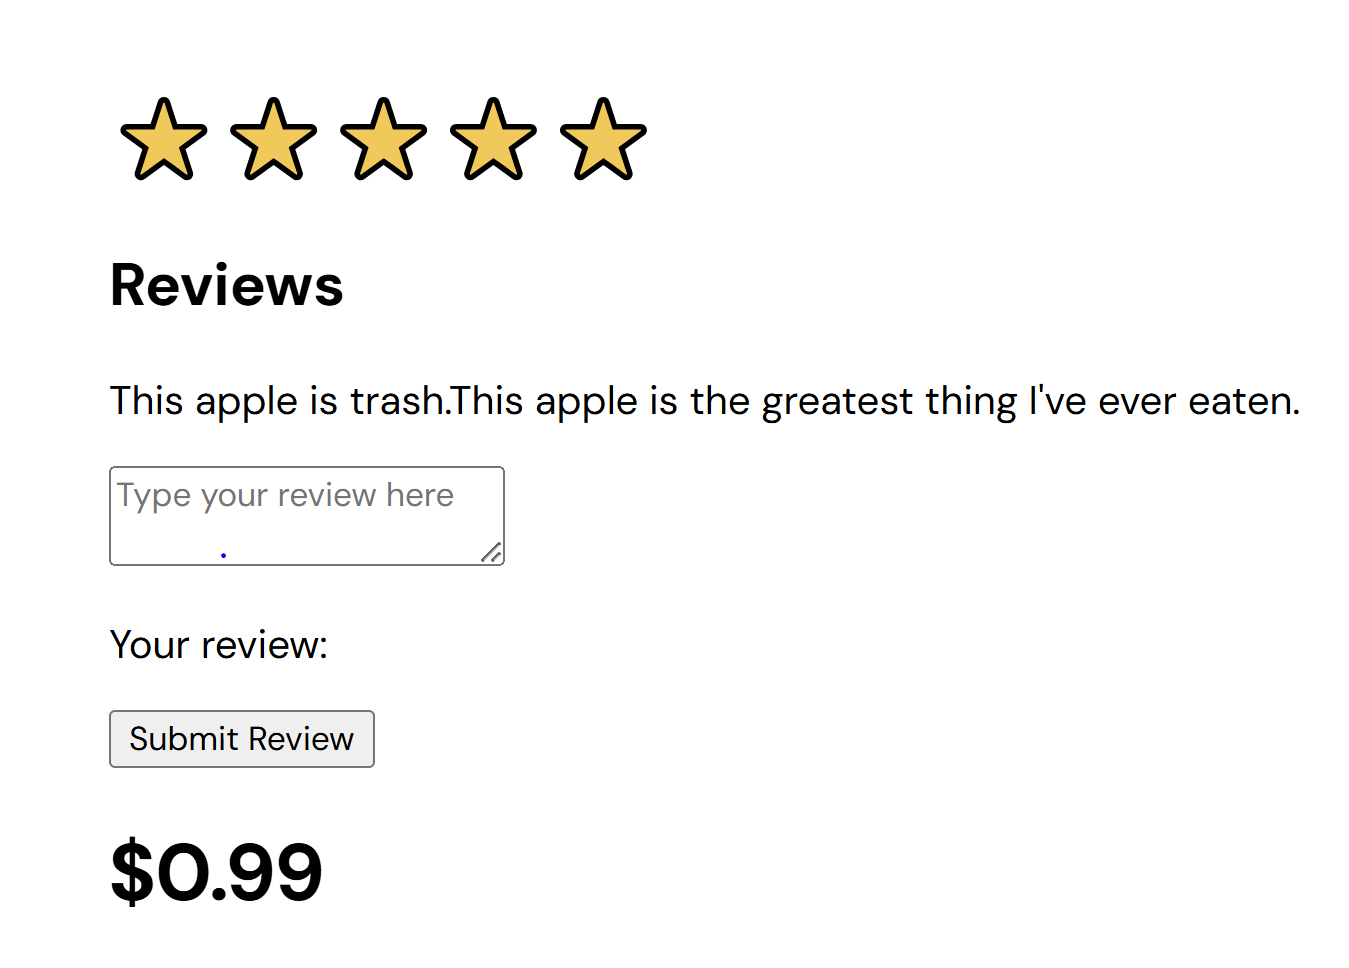 Reviews
This apple is trash.This apple is the greatest thing I've ever eaten.
Type your review here
Your review:
Submit Review
$0.99